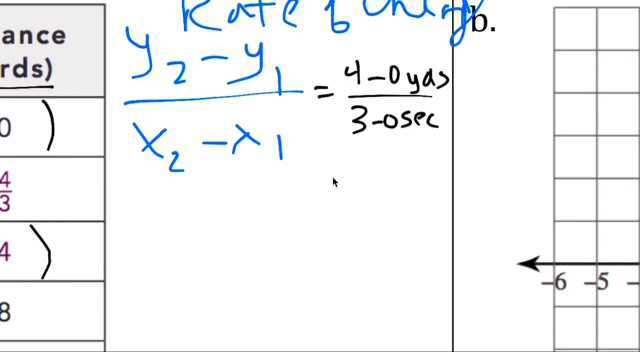 Rate of Chang
b.
ance
rds)
y2 - y1 / x2 - x1 = 4-0 yds / 3-0 sec
0
4/3
4
8
-6 -5